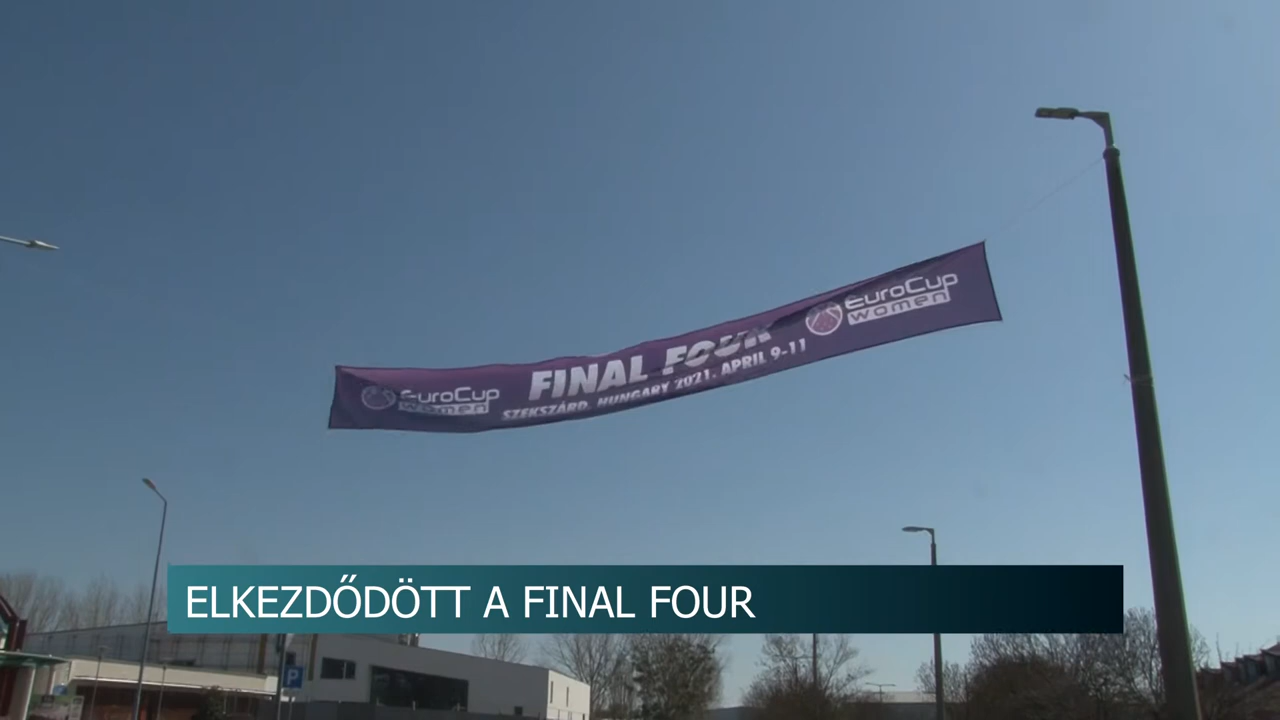 EuroCup
women
FINAL FOUR
SZEKSZÁRD, HUNGARY 2021. APRIL 9-11
EuroCup
women
P
ELKEZDŐDÖTT A FINAL FOUR